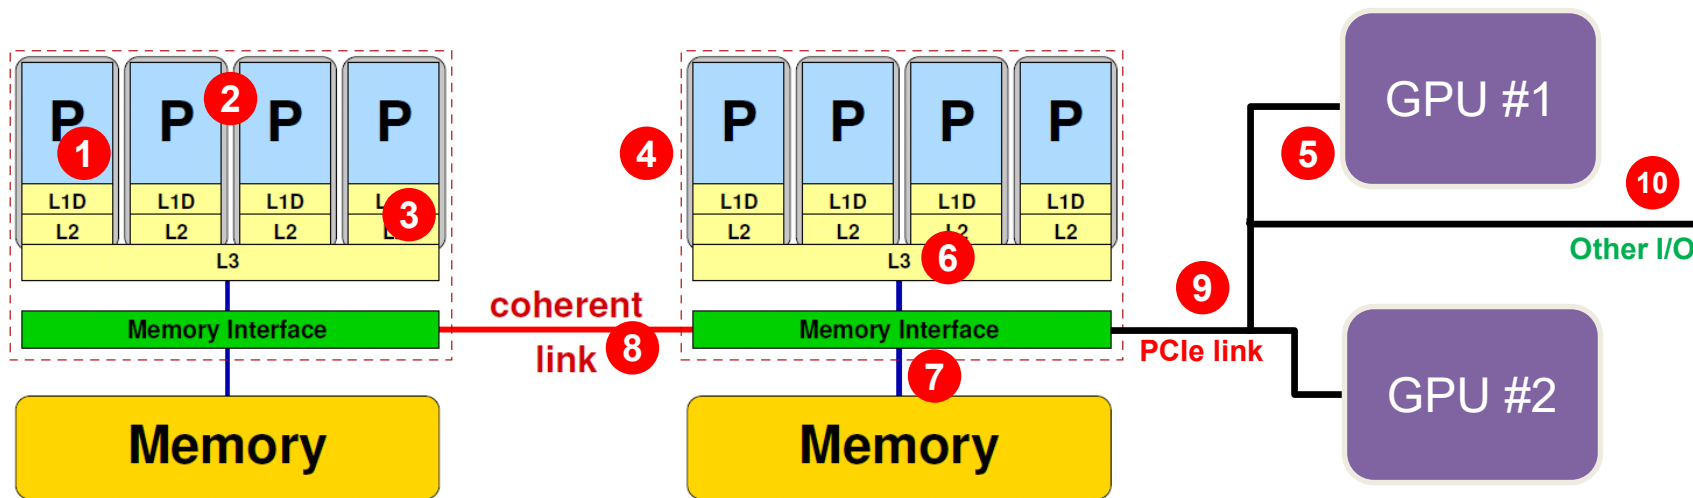 P P P P
1
2
L1D L1D L1D
L2 L2 L2
3
L3
Memory Interface
Memory
coherent
link
8
4
P P P P
L1D L1D L1D L1D
L2 L2 L2 L2
L3
6
Memory Interface
7
Memory
9
PCIe link
5
GPU #1
10
Other I/O
GPU #2